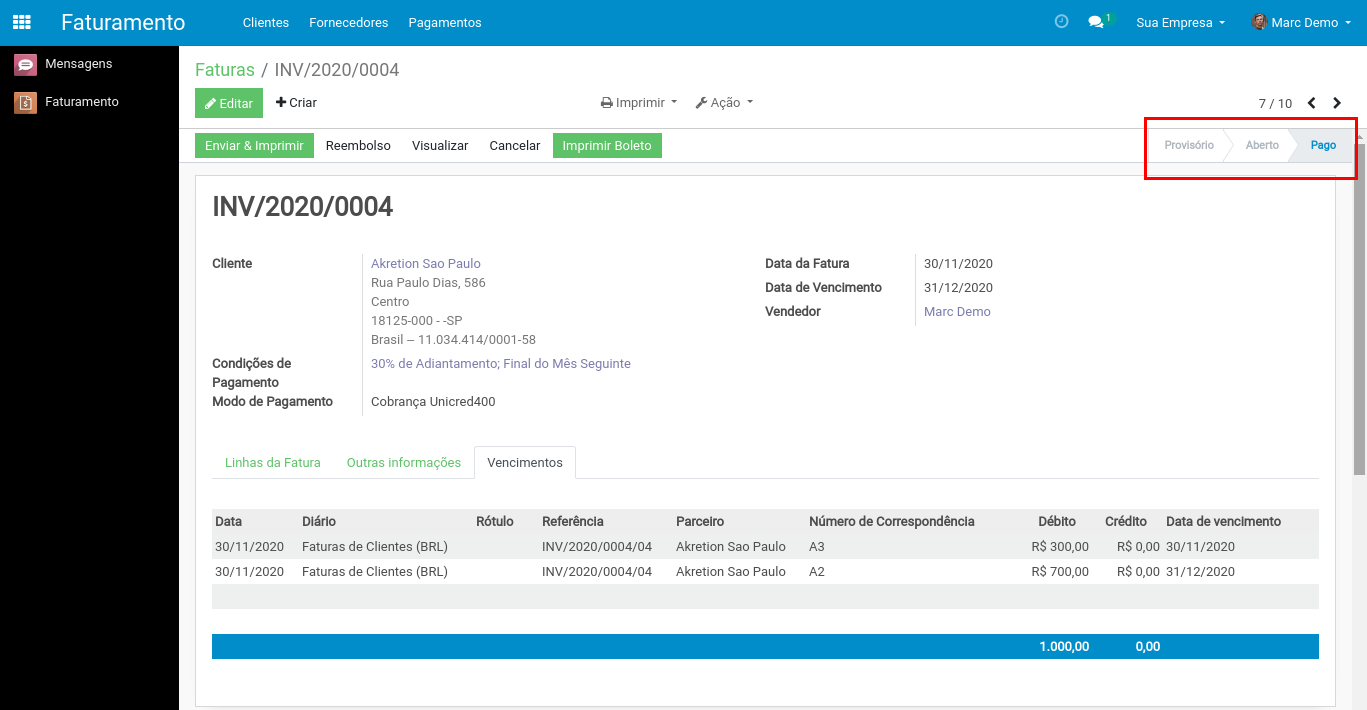 Faturamento Clientes Fornecedores Pagamentos 1 Sua Empresa Marc Demo
Mensagens
Faturamento
Faturas / INV/2020/0004
Editar Criar Imprimir Ação 7 / 10
Enviar & Imprimir Reembolso Visualizar Cancelar Imprimir Boleto Provisório Aberto Pago
INV/2020/0004
Cliente Akretion Sao Paulo
Rua Paulo Dias, 586
Centro
18125-000 - -SP
Brasil – 11.034.414/0001-58
Condições de Pagamento 30% de Adiantamento; Final do Mês Seguinte
Modo de Pagamento Cobrança Unicred400
Data da Fatura 30/11/2020
Data de Vencimento 31/12/2020
Vendedor Marc Demo
Linhas da Fatura Outras informações Vencimentos
Data Diário Rótulo Referência Parceiro Número de Correspondência Débito Crédito Data de vencimento
30/11/2020 Faturas de Clientes (BRL) INV/2020/0004/04 Akretion Sao Paulo A3 R$ 300,00 R$ 0,00 30/11/2020
30/11/2020 Faturas de Clientes (BRL) INV/2020/0004/04 Akretion Sao Paulo A2 R$ 700,00 R$ 0,00 31/12/2020
1.000,00 0,00